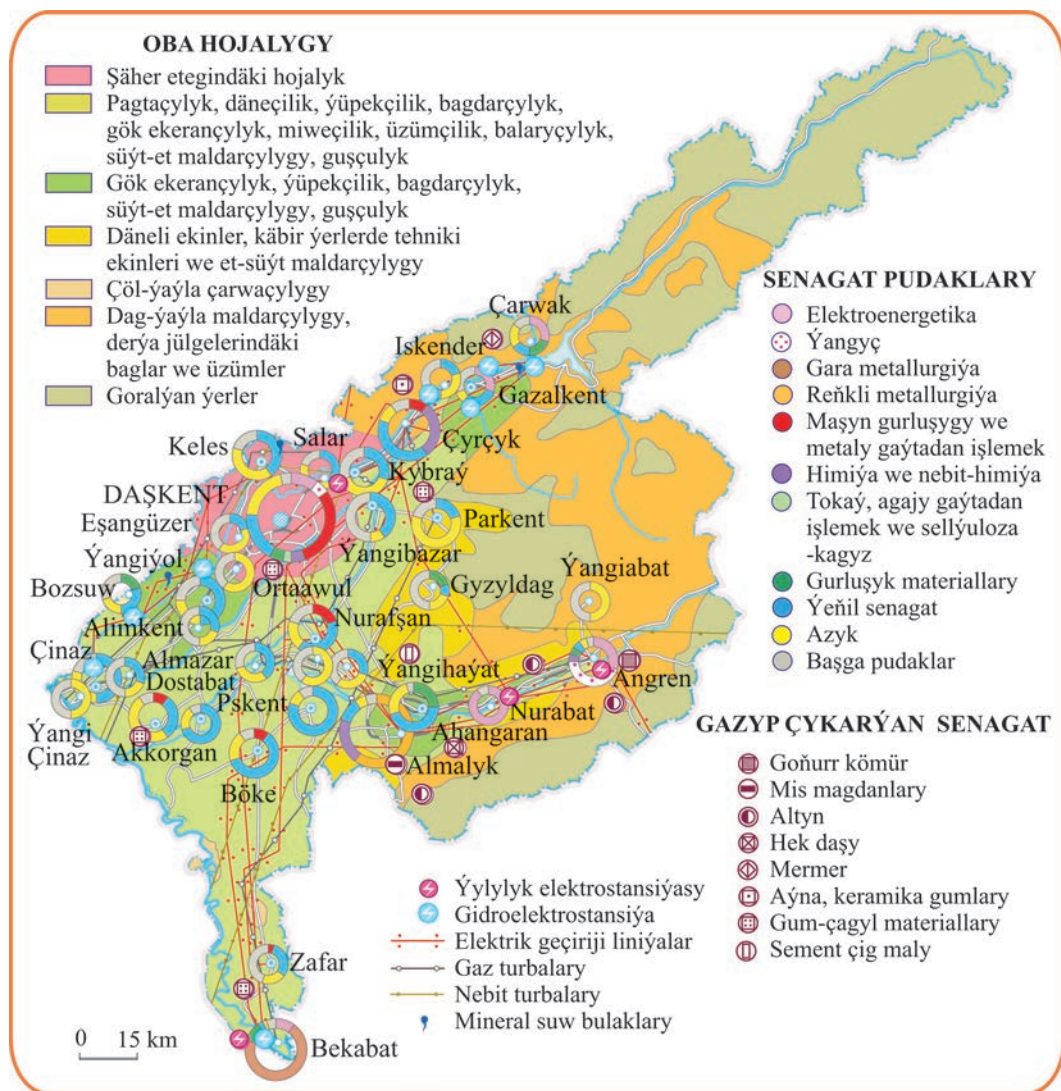 OBA HOJALYGY
Şäher etegindäki hojalyk
Pagtaçylyk, däneçilik, ýüpekçilik, bagdarçylyk,
gök ekerançylyk, miweçilik, üzümçilik, balaryçylyk,
süýt-et maldarçylygy, guşçulyk
Gök ekerançylyk, ýüpekçilik, bagdarçylyk,
süýt-et maldarçylygy, guşçulyk
Däneli ekinler, käbir ýerlerde tehniki
ekinleri we et-süýt maldarçylygy
Çöl-ýaýla çarwaçylygy
Dag-ýaýla maldarçylygy,
derýa jülgelerindäki
baglar we üzümler
Goralýan ýerler
SENAGAT PUDAKLARY
Elektroenergetika
Ýangyç
Gara metallurgiýa
Reňkli metallurgiýa
Maşyn gurluşygy we
metaly gaýtadan işlemek
Himiýa we nebit-himiýa
Tokaý, agajy gaýtadan
işlemek we sellýuloza
-kagyz
Gurluşyk materiallary
Ýeňil senagat
Azyk
Başga pudaklar
Çarwak
Iskender
Gazalkent
Çyrçyk
Keles
Salar
Kybraý
DAŞKENT
Eşangüzer
Parkent
Ýangibazar
Ýangiýol
Bozsuw
Ortaawul
Gyzyldag
Ýangiabat
Nurafşan
Alimkent
Çinaz
Almazar
Dostabat
Ýangihaýat
Angren
Pskent
Nurabat
Ýangi
Çinaz
Akkorgan
Ahangaran
Almalyk
Böke
Zafar
Bekabat
GAZYP ÇYKARÝAN SENAGAT
Goňurr kömür
Mis magdanlary
Altyn
Hek daşy
Mermer
Aýna, keramika gumlary
Gum-çagyl materiallary
Sement çig maly
Ýylylyk elektrostansiýasy
Gidroelektrostansiýa
Elektrik geçiriji liniýalar
Gaz turbalary
Nebit turbalary
Mineral suw bulaklary
0 15 km